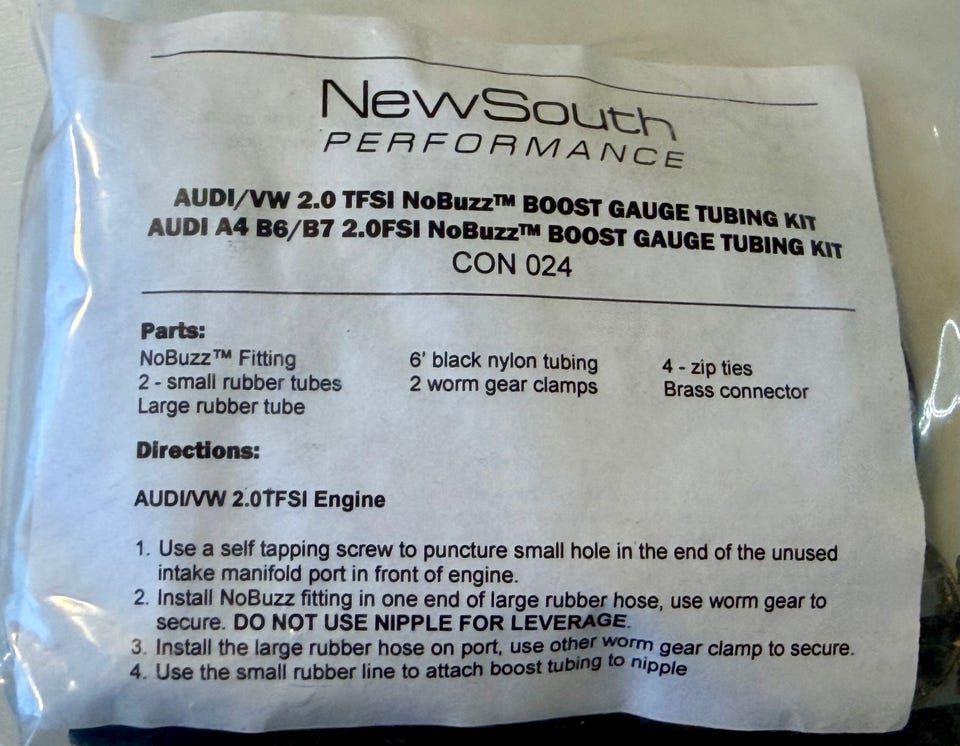 NewSouth
PERFORMANCE
AUDI/VW 2.0 TFSI NoBuzz™ BOOST GAUGE TUBING KIT
AUDI A4 B6/B7 2.0FSI NoBuzz™ BOOST GAUGE TUBING KIT
CON 024
Parts:
NoBuzz™ Fitting 6' black nylon tubing 4 - zip ties
2 - small rubber tubes 2 worm gear clamps Brass connector
Large rubber tube
Directions:
AUDI/VW 2.0TFSI Engine
1. Use a self tapping screw to puncture small hole in the end of the unused
intake manifold port in front of engine.
2. Install NoBuzz fitting in one end of large rubber hose, use worm gear to
secure. DO NOT USE NIPPLE FOR LEVERAGE.
3. Install the large rubber hose on port, use other worm gear clamp to secure.
4. Use the small rubber line to attach boost tubing to nipple